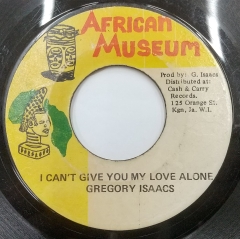 AFRICAN
MUSEUM
Prod by: G. Isaacs
Distributed at:
Cash & Carry
Records.
125 Orange St.
Kgn, Ja. W.I.
I CAN'T GIVE YOU MY LOVE ALONE
GREGORY ISAACS